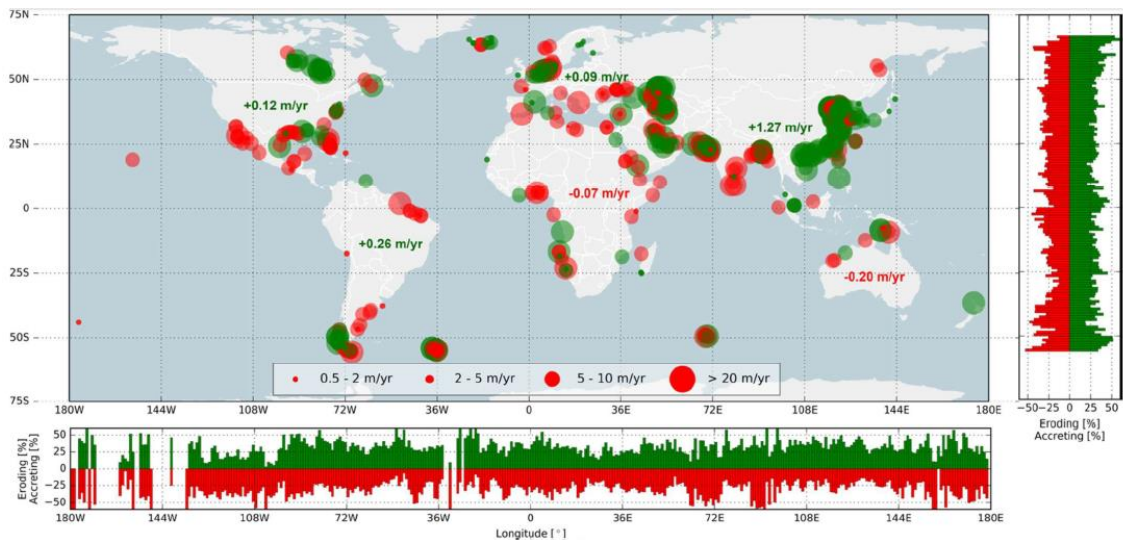 75N
50N
25N
0
25S
50S
75S
+0.12 m/yr
+0.09 m/yr
+1.27 m/yr
-0.07 m/yr
+0.26 m/yr
-0.20 m/yr
0.5 - 2 m/yr 2 - 5 m/yr 5 - 10 m/yr > 20 m/yr
180W 144W 108W 72W 36W 0 36E 72E 108E 144E 180E
−50 −25 0 25 50
Eroding [%]
Accreting [%]
Eroding [%]
Accreting [%]
50
25
0
−25
−50
180W 144W 108W 72W 36W 0 36E 72E 108E 144E 180E
Longitude [°]